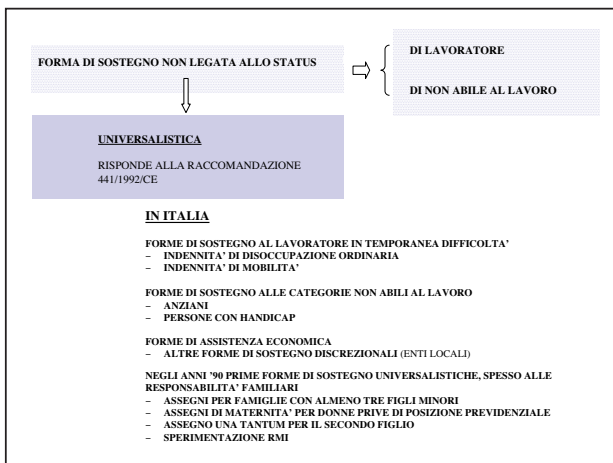 FORMA DI SOSTEGNO NON LEGATA ALLO STATUS
DI LAVORATORE
DI NON ABILE AL LAVORO
UNIVERSALISTICA
RISPONDE ALLA RACCOMANDAZIONE
441/1992/CE
IN ITALIA
FORME DI SOSTEGNO AL LAVORATORE IN TEMPORANEA DIFFICOLTA'
– INDENNITA' DI DISOCCUPAZIONE ORDINARIA
– INDENNITA' DI MOBILITA'
FORME DI SOSTEGNO ALLE CATEGORIE NON ABILI AL LAVORO
– ANZIANI
– PERSONE CON HANDICAP
FORME DI ASSISTENZA ECONOMICA
– ALTRE FORME DI SOSTEGNO DISCREZIONALI (ENTI LOCALI)
NEGLI ANNI '90 PRIME FORME DI SOSTEGNO UNIVERSALISTICHE, SPESSO ALLE
RESPONSABILITA' FAMILIARI
– ASSEGNI PER FAMIGLIE CON ALMENO TRE FIGLI MINORI
– ASSEGNI DI MATERNITA' PER DONNE PRIVE DI POSIZIONE PREVIDENZIALE
– ASSEGNO UNA TANTUM PER IL SECONDO FIGLIO
– SPERIMENTAZIONE RMI